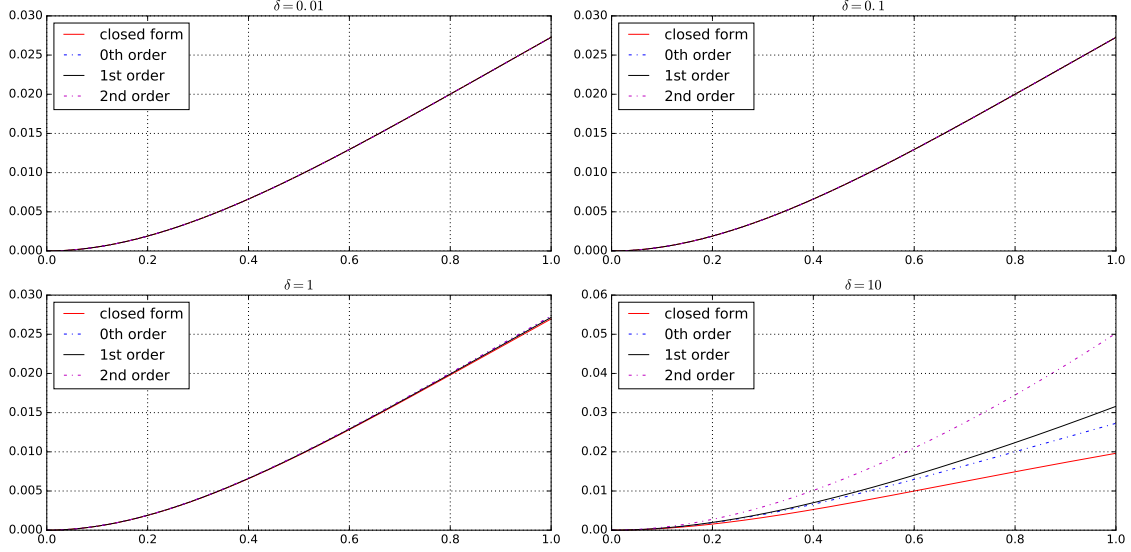 δ = 0.01
0.030
0.025
0.020
0.015
0.010
0.005
0.000
closed form
0th order
1st order
2nd order
0.0 0.2 0.4 0.6 0.8 1.0
δ = 0.1
0.030
0.025
0.020
0.015
0.010
0.005
0.000
closed form
0th order
1st order
2nd order
0.0 0.2 0.4 0.6 0.8 1.0
δ = 1
0.030
0.025
0.020
0.015
0.010
0.005
0.000
closed form
0th order
1st order
2nd order
0.0 0.2 0.4 0.6 0.8 1.0
δ = 10
0.06
0.05
0.04
0.03
0.02
0.01
0.00
closed form
0th order
1st order
2nd order
0.0 0.2 0.4 0.6 0.8 1.0